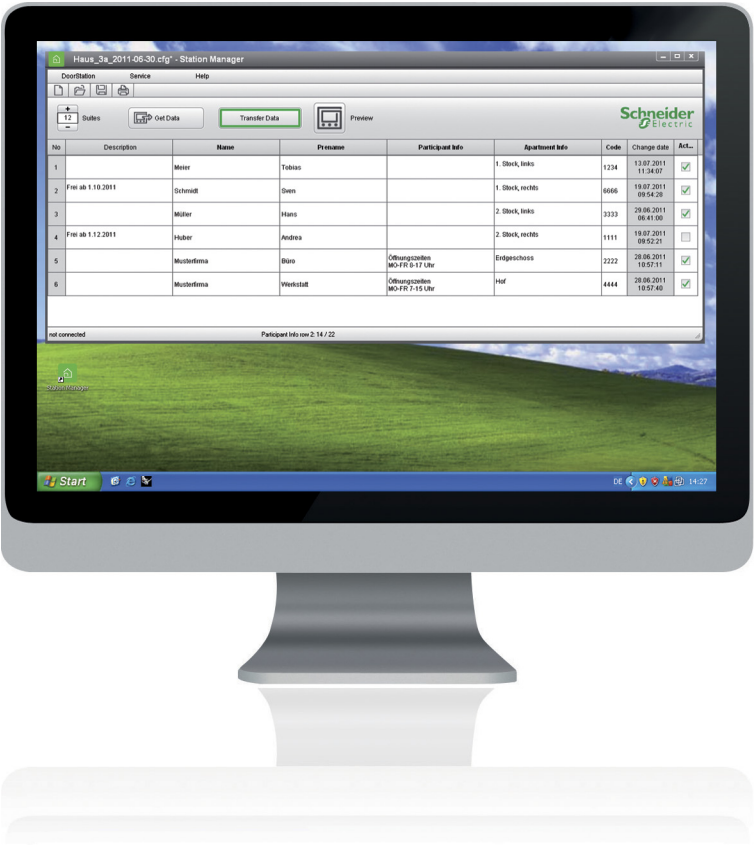 Haus_3a_2011-06-30.cfg* - Station Manager
DoorStation Service Help
+
12 Suites
−
Get Data
Transfer Data
Preview
Schneider
Electric
No Description Name Prename Participant Info Apartment Info Code Change date Act...
1 Meier Tobias 1. Stock, links 1234 13.07.2011
11:34:07
2 Frei ab 1.10.2011 Schmidt Sven 1. Stock, rechts 6666 19.07.2011
09:54:28
3 Müller Hans 2. Stock, links 3333 29.06.2011
06:41:00
4 Frei ab 1.12.2011 Huber Andrea 2. Stock, rechts 1111 19.07.2011
09:52:21
5 Musterfirma Büro Öffnungszeiten Erdgeschoss 2222 28.06.2011
MO-FR 8-17 Uhr 10:57:11
6 Musterfirma Werkstatt Öffnungszeiten Hof 4444 28.06.2011
MO-FR 7-15 Uhr 10:57:40
not connected Participant Info row 2: 14 / 22
Station Manager
Start DE 14:27